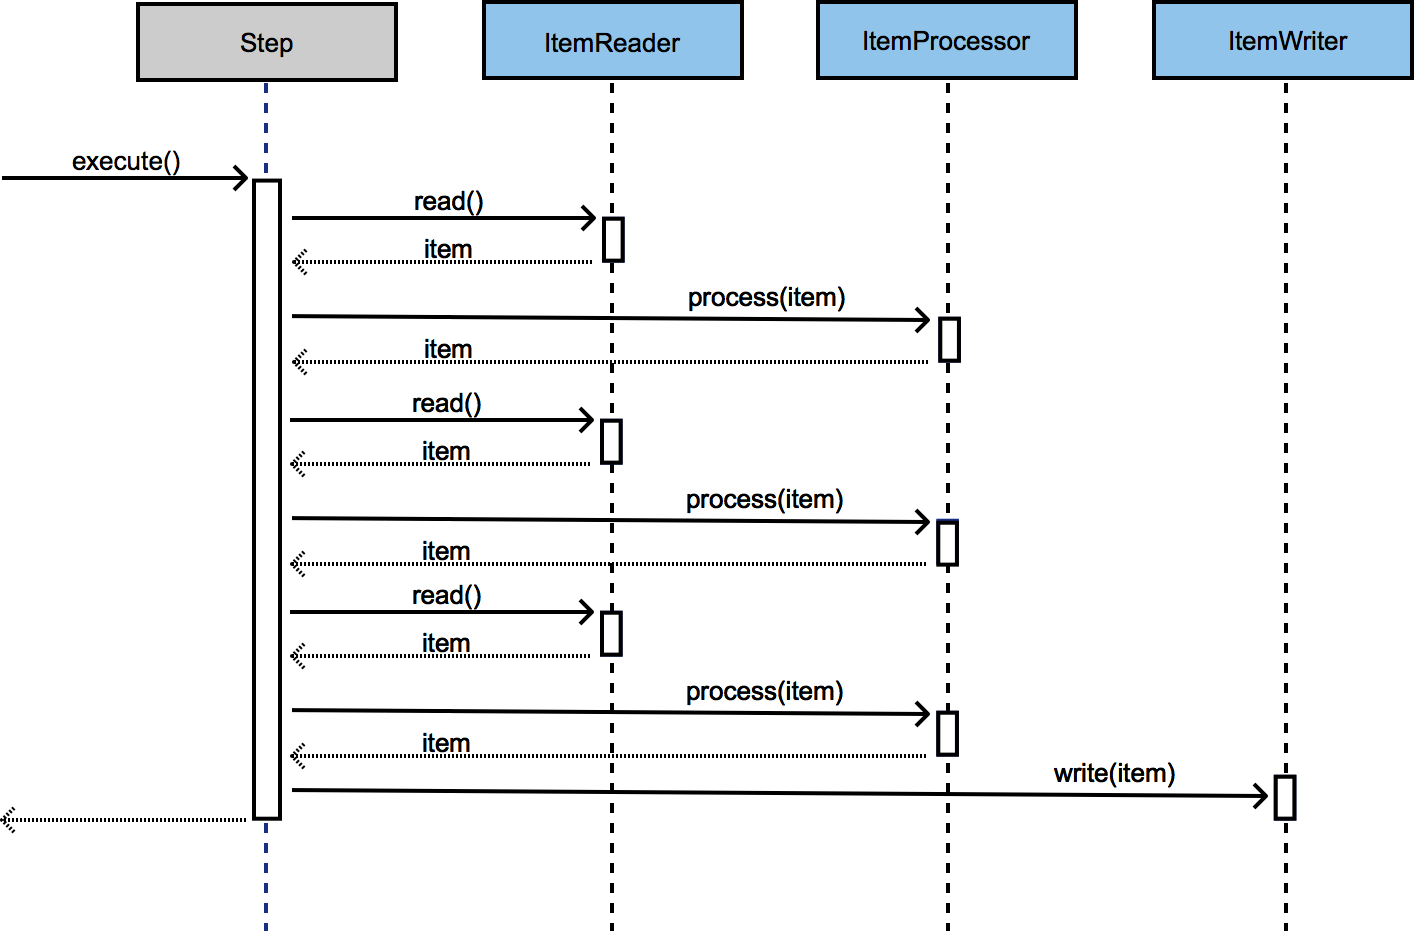 Step
ItemReader
ItemProcessor
ItemWriter
execute()
read()
item
process(item)
item
read()
item
process(item)
item
read()
item
process(item)
item
write(item)